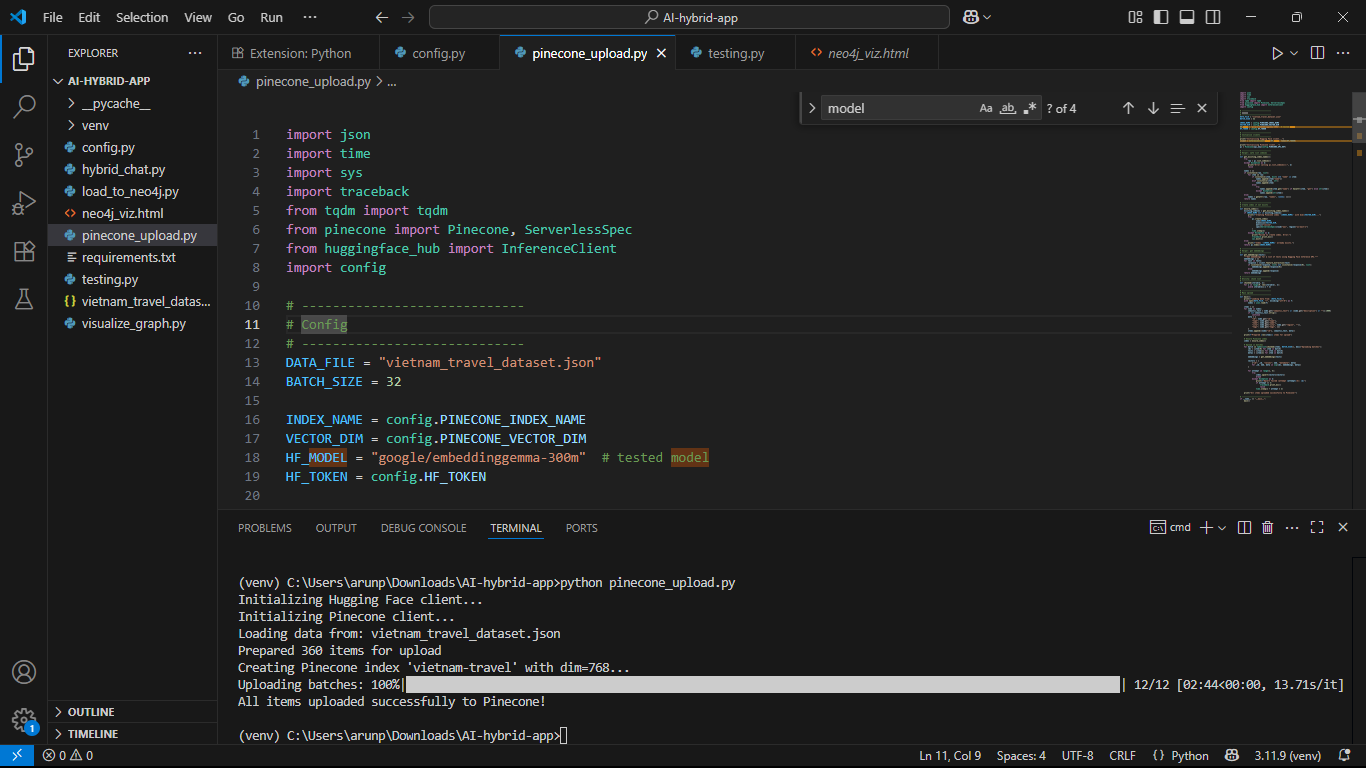 File Edit Selection View Go Run ··· AI-hybrid-app
EXPLORER ···
AI-HYBRID-APP
__pycache__
venv
config.py
hybrid_chat.py
load_to_neo4j.py
neo4j_viz.html
pinecone_upload.py
requirements.txt
testing.py
vietnam_travel_datas...
visualize_graph.py
OUTLINE
TIMELINE
Extension: Python config.py pinecone_upload.py testing.py neo4j_viz.html
pinecone_upload.py > ...
model Aa ab .* ? of 4
1 import json
2 import time
3 import sys
4 import traceback
5 from tqdm import tqdm
6 from pinecone import Pinecone, ServerlessSpec
7 from huggingface_hub import InferenceClient
8 import config
9
10 # -----------------------------
11 # Config
12 # -----------------------------
13 DATA_FILE = "vietnam_travel_dataset.json"
14 BATCH_SIZE = 32
15
16 INDEX_NAME = config.PINECONE_INDEX_NAME
17 VECTOR_DIM = config.PINECONE_VECTOR_DIM
18 HF_MODEL = "google/embeddinggemma-300m" # tested model
19 HF_TOKEN = config.HF_TOKEN
20
PROBLEMS OUTPUT DEBUG CONSOLE TERMINAL PORTS cmd
(venv) C:\Users\arunp\Downloads\AI-hybrid-app>python pinecone_upload.py
Initializing Hugging Face client...
Initializing Pinecone client...
Loading data from: vietnam_travel_dataset.json
Prepared 360 items for upload
Creating Pinecone index 'vietnam-travel' with dim=768...
Uploading batches: 100%| | 12/12 [02:44<00:00, 13.71s/it]
All items uploaded successfully to Pinecone!
(venv) C:\Users\arunp\Downloads\AI-hybrid-app>
1
0 0 Ln 11, Col 9 Spaces: 4 UTF-8 CRLF {} Python 3.11.9 (venv)